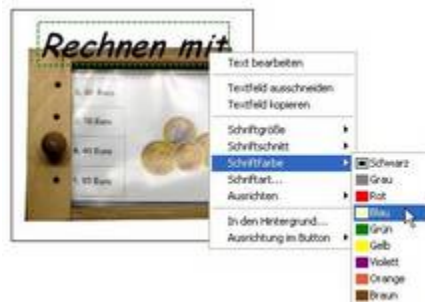 Rechnen mit
Text bearbeiten
Textfeld ausschneiden
Textfeld kopieren
Schriftgröße
Schriftschnitt
Schriftfarbe
Schriftart...
Ausrichten
In den Hintergrund...
Ausrichtung im Button
Schwarz
Grau
Rot
Blau
Grün
Gelb
Violett
Orange
Braun